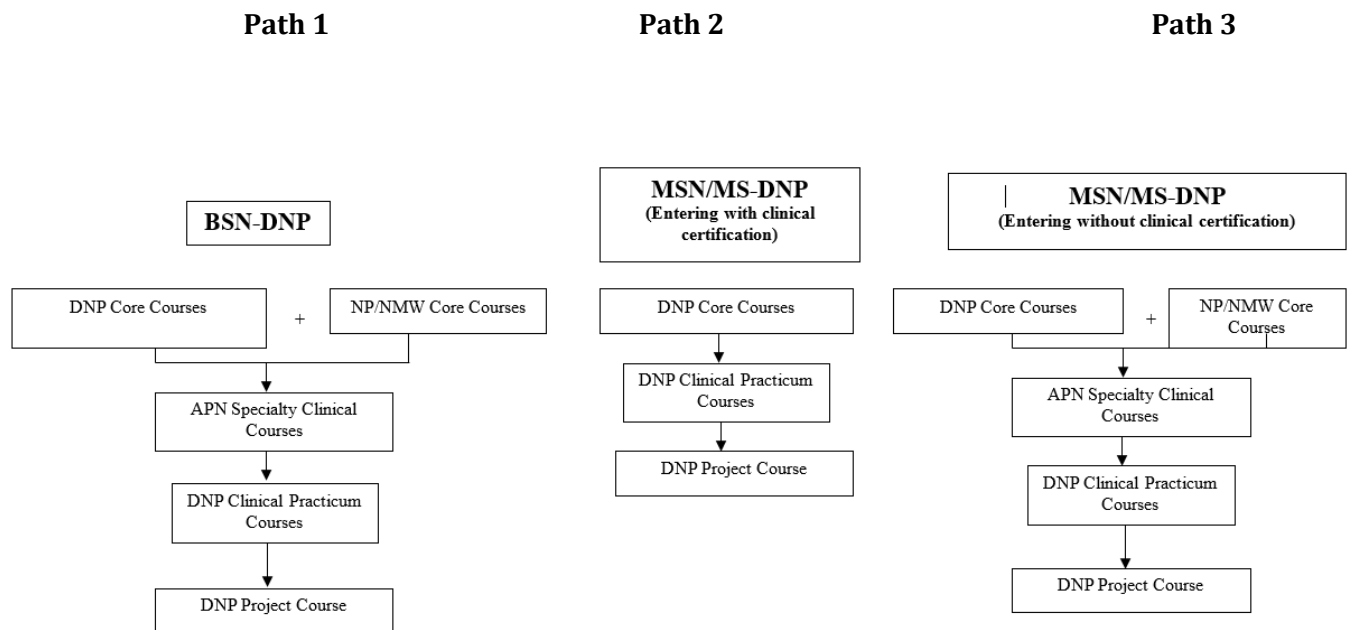 Path 1
Path 2
Path 3
BSN-DNP
MSN/MS-DNP
(Entering with clinical
certification)
MSN/MS-DNP
(Entering without clinical certification)
DNP Core Courses
+
NP/NMW Core Courses
APN Specialty Clinical
Courses
DNP Clinical Practicum
Courses
DNP Project Course
DNP Core Courses
DNP Clinical Practicum
Courses
DNP Project Course
DNP Core Courses
+
NP/NMW Core
Courses
APN Specialty Clinical
Courses
DNP Clinical Practicum
Courses
DNP Project Course